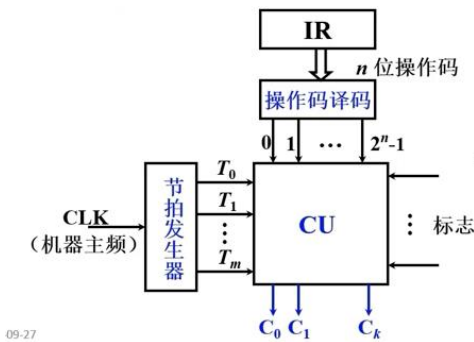 IR
n 位操作码
操作码译码
0 1 … 2ⁿ-1
节拍发生器
T₀
T₁
⋮
Tₘ
CLK
（机器主频）
CU
⋮ 标志
C₀ C₁ Cₖ
09-27